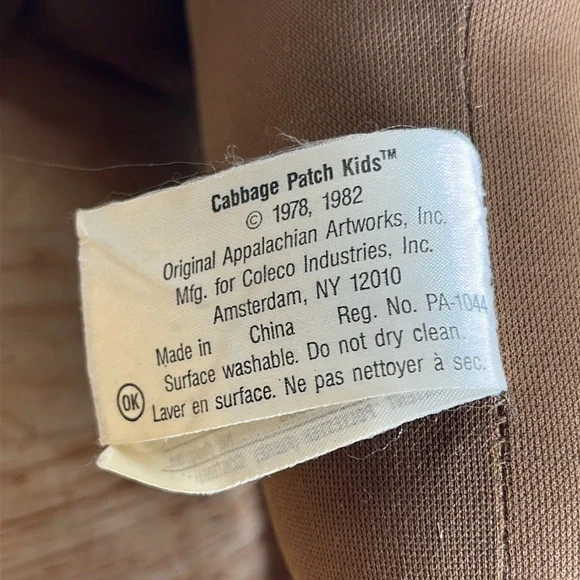 Cabbage Patch Kids™
© 1978, 1982
Original Appalachian Artworks, Inc.
Mfg. for Coleco Industries, Inc.
Amsterdam, NY 12010
Made in China Reg. No. PA-1044
Surface washable. Do not dry clean.
OK Laver en surface. Ne pas nettoyer à sec.